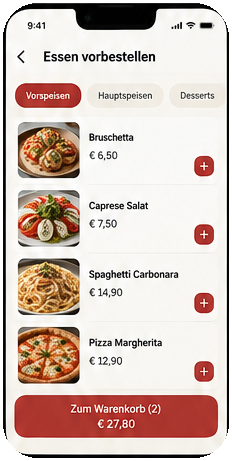 9:41
Essen vorbestellen
Vorspeisen
Hauptspeisen
Desserts
Bruschetta
€ 6,50
Caprese Salat
€ 7,50
Spaghetti Carbonara
€ 14,90
Pizza Margherita
€ 12,90
Zum Warenkorb (2)
€ 27,80